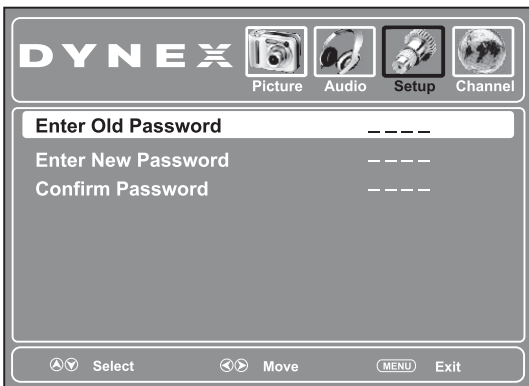 DYNEX
Picture Audio Setup Channel
Enter Old Password _ _ _ _
Enter New Password _ _ _ _
Confirm Password _ _ _ _
Select Move MENU Exit